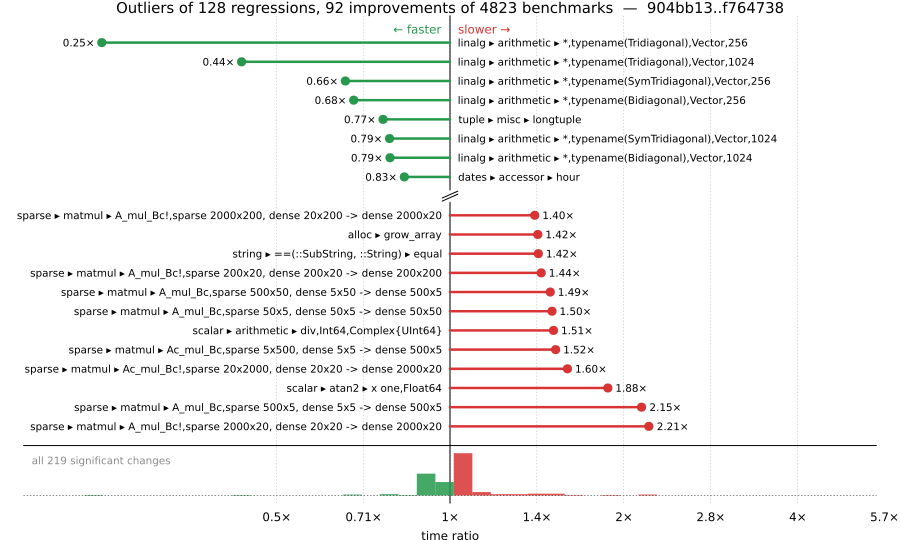 Outliers of 128 regressions, 92 improvements of 4823 benchmarks — 904bb13..f764738
← faster slower →
0.25× linalg ▸ arithmetic ▸ *,typename(Tridiagonal),Vector,256
0.44× linalg ▸ arithmetic ▸ *,typename(Tridiagonal),Vector,1024
0.66× linalg ▸ arithmetic ▸ *,typename(SymTridiagonal),Vector,256
0.68× linalg ▸ arithmetic ▸ *,typename(Bidiagonal),Vector,256
0.77× tuple ▸ misc ▸ longtuple
0.79× linalg ▸ arithmetic ▸ *,typename(SymTridiagonal),Vector,1024
0.79× linalg ▸ arithmetic ▸ *,typename(Bidiagonal),Vector,1024
0.83× dates ▸ accessor ▸ hour
sparse ▸ matmul ▸ A_mul_Bc!,sparse 2000x200, dense 20x200 -> dense 2000x20 1.40×
alloc ▸ grow_array 1.42×
string ▸ ==(::SubString, ::String) ▸ equal 1.42×
sparse ▸ matmul ▸ A_mul_Bc!,sparse 200x20, dense 200x20 -> dense 200x200 1.44×
sparse ▸ matmul ▸ A_mul_Bc,sparse 500x50, dense 5x50 -> dense 500x5 1.49×
sparse ▸ matmul ▸ A_mul_Bc,sparse 50x5, dense 50x5 -> dense 50x50 1.50×
scalar ▸ arithmetic ▸ div,Int64,Complex{UInt64} 1.51×
sparse ▸ matmul ▸ Ac_mul_Bc,sparse 5x500, dense 5x5 -> dense 500x5 1.52×
sparse ▸ matmul ▸ Ac_mul_Bc!,sparse 20x2000, dense 20x20 -> dense 2000x20 1.60×
scalar ▸ atan2 ▸ x one,Float64 1.88×
sparse ▸ matmul ▸ A_mul_Bc,sparse 500x5, dense 5x5 -> dense 500x5 2.15×
sparse ▸ matmul ▸ A_mul_Bc!,sparse 2000x20, dense 20x20 -> dense 2000x20 2.21×
all 219 significant changes
0.5× 0.71× 1× 1.4× 2× 2.8× 4× 5.7×
time ratio